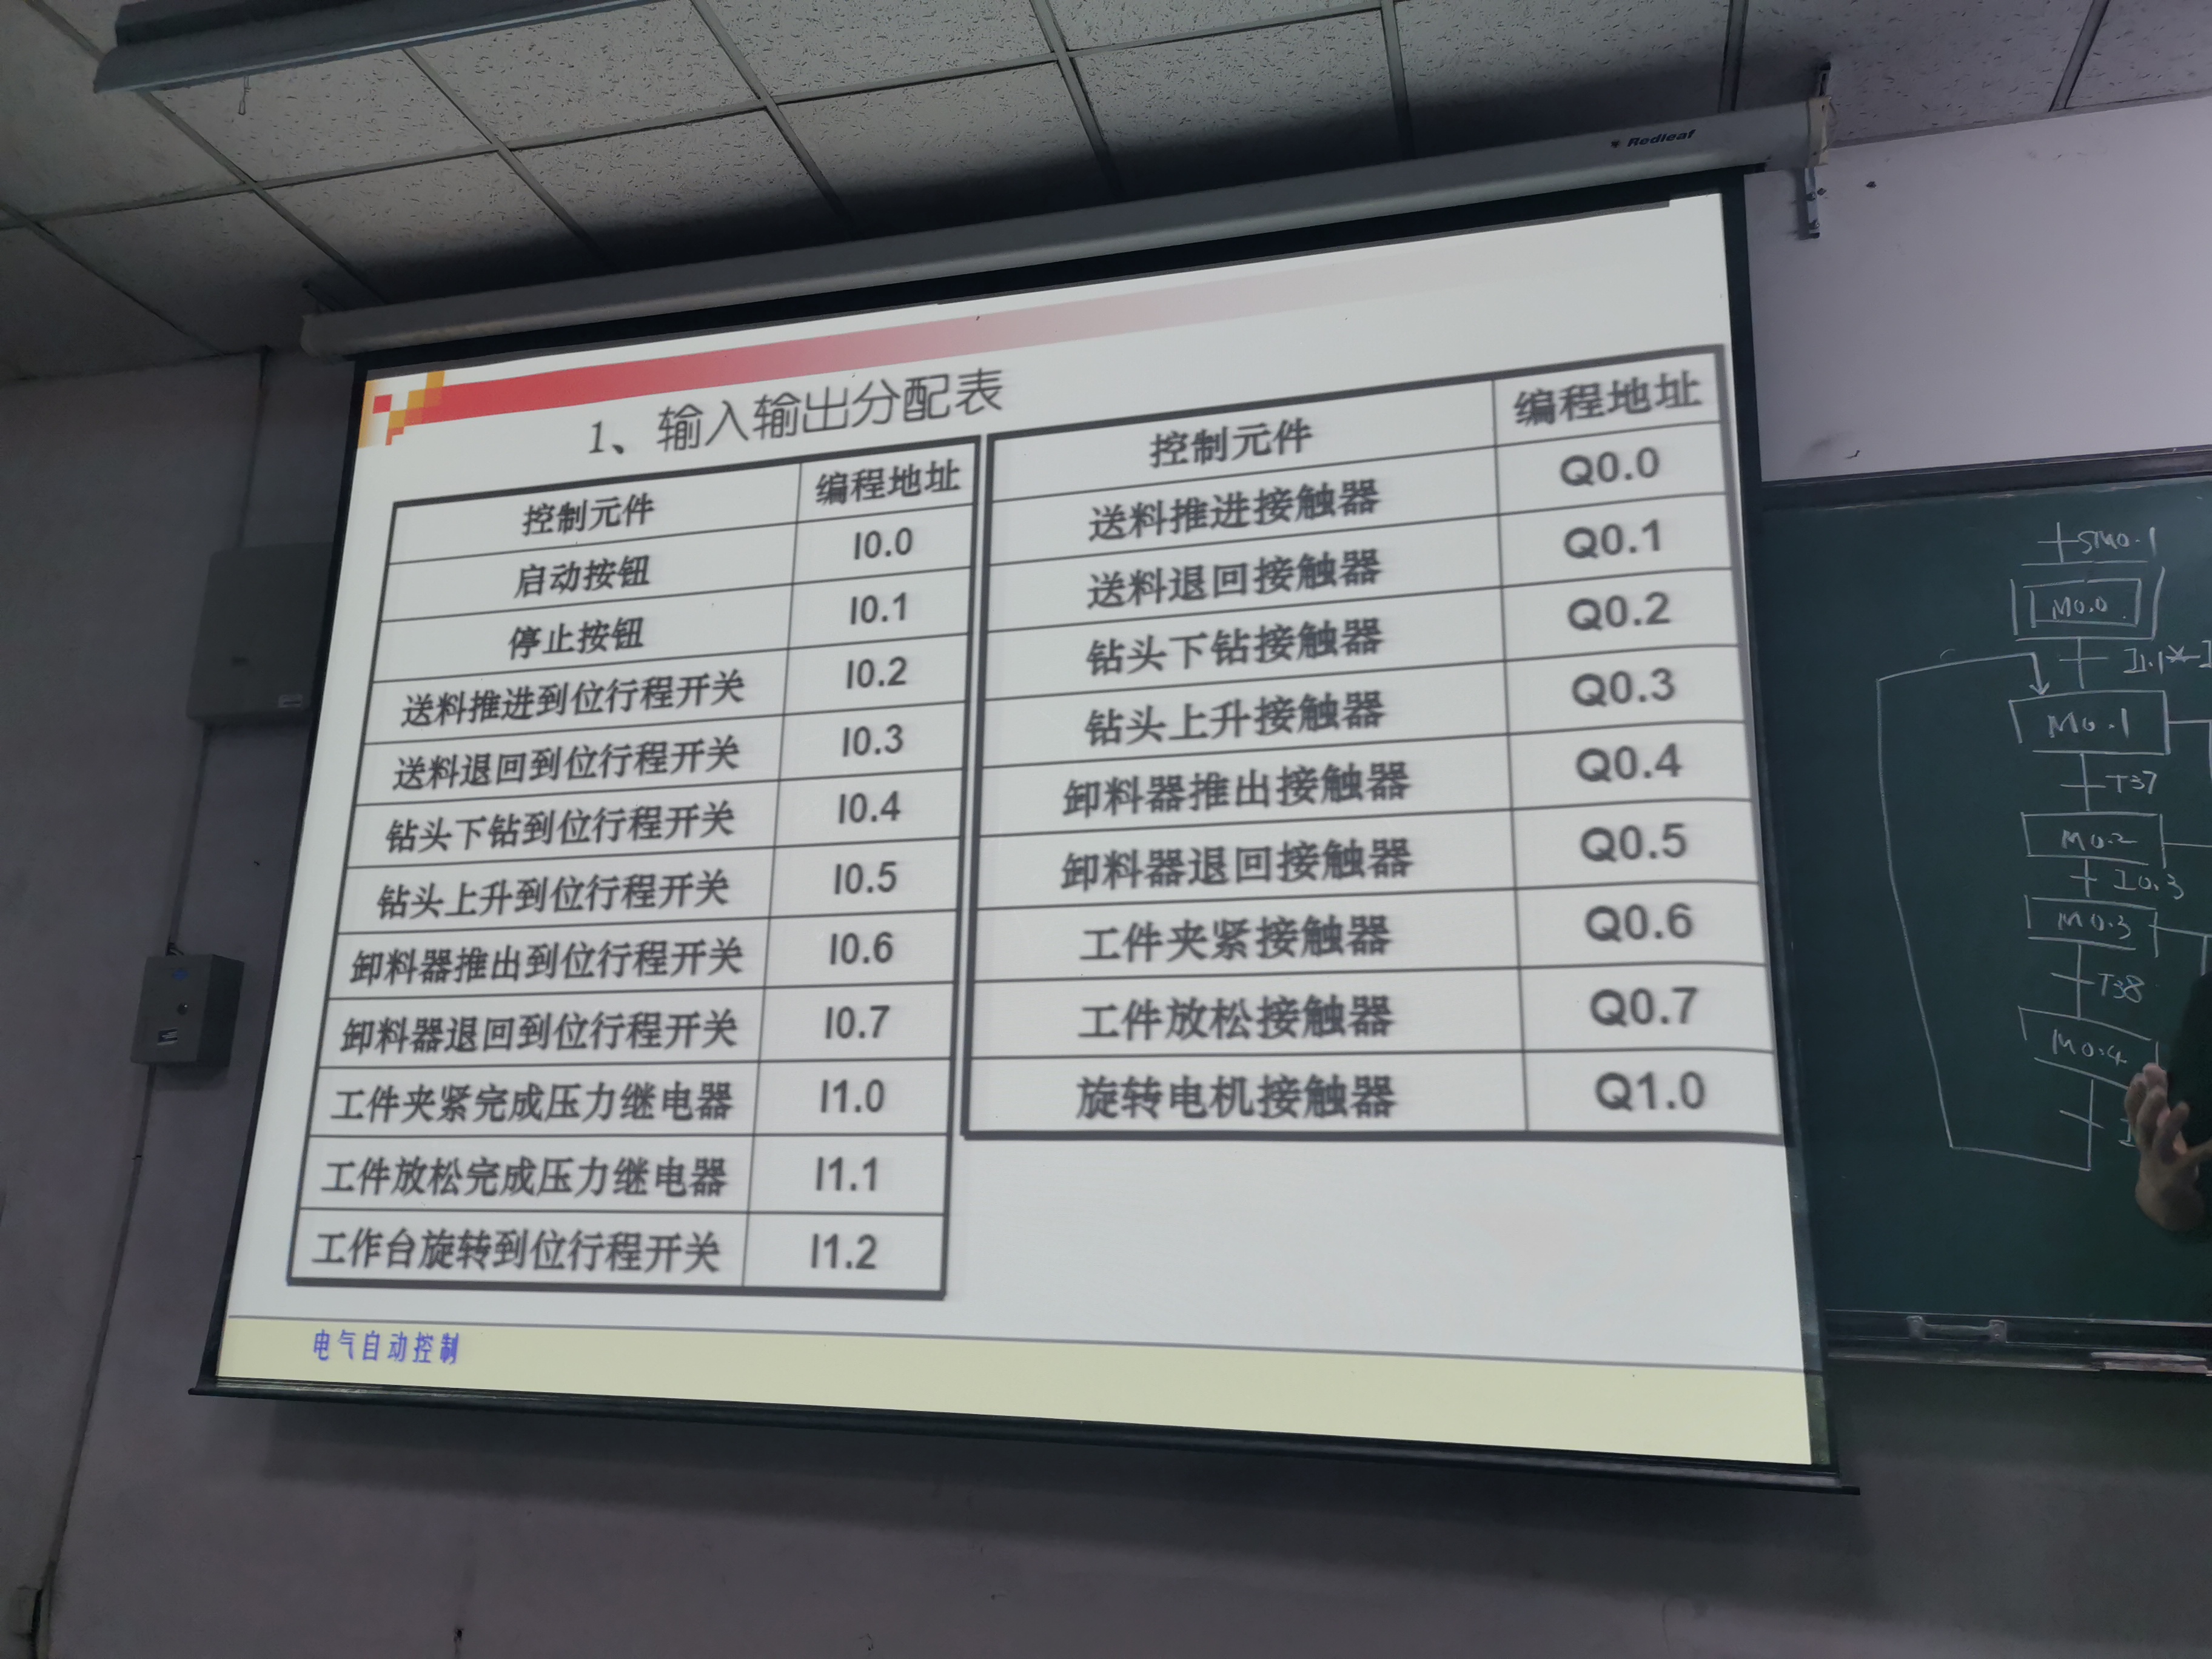 Redleaf
1、输入输出分配表
控制元件 编程地址
启动按钮 I0.0
停止按钮 I0.1
送料推进到位行程开关 I0.2
送料退回到位行程开关 I0.3
钻头下钻到位行程开关 I0.4
钻头上升到位行程开关 I0.5
卸料器推出到位行程开关 I0.6
卸料器退回到位行程开关 I0.7
工件夹紧完成压力继电器 I1.0
工件放松完成压力继电器 I1.1
工作台旋转到位行程开关 I1.2
控制元件 编程地址
送料推进接触器 Q0.0
送料退回接触器 Q0.1
钻头下钻接触器 Q0.2
钻头上升接触器 Q0.3
卸料器推出接触器 Q0.4
卸料器退回接触器 Q0.5
工件夹紧接触器 Q0.6
工件放松接触器 Q0.7
旋转电机接触器 Q1.0
电气自动控制
SM0.1
M0.0
I1.1
M0.1
T37
M0.2
I0.3
M0.3
T38
M0.4